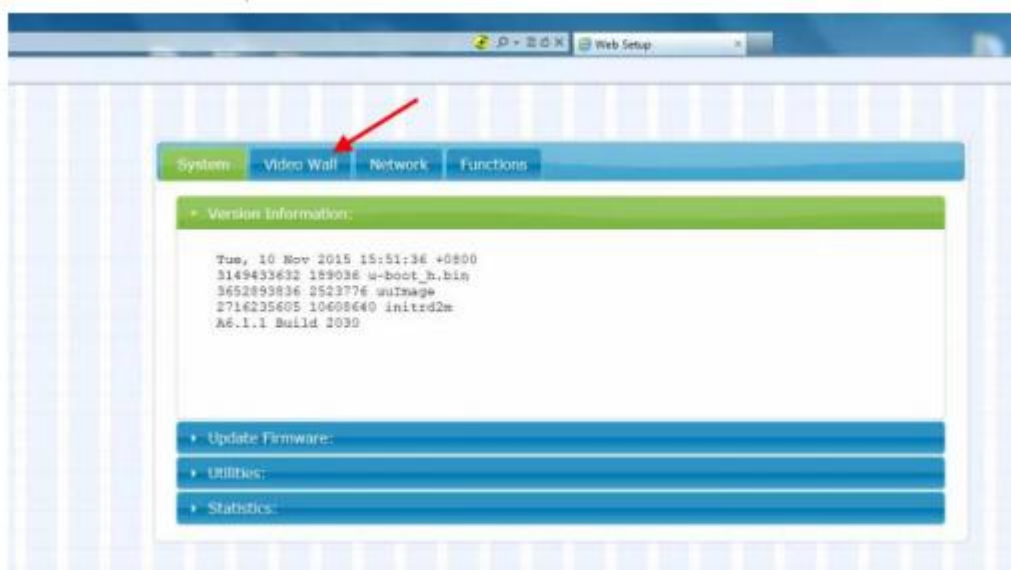 Web Setup
System Video Wall Network Functions
Version Information:
Tue, 10 Nov 2015 15:51:36 +0800
3149433632 189036 u-boot_h.bin
3652893836 2523776 uuImage
2716235605 10608640 initrd2m
A6.1.1 Build 2030
Update Firmware:
Utilities:
Statistics: